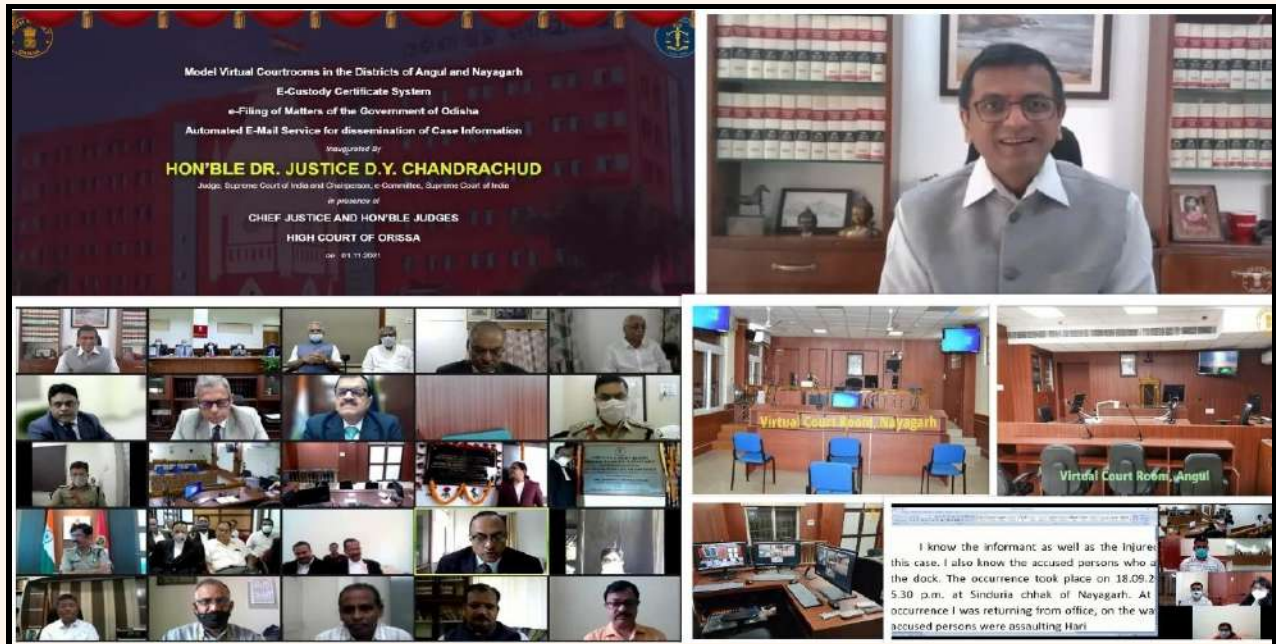 Model Virtual Courtrooms in the Districts of Angul and Nayagarh
E-Custody Certificate System
e-Filing of Matters of the Government of Odisha
Automated E-Mail Service for dissemination of Case Information
Inaugurated By
HON'BLE DR. JUSTICE D.Y. CHANDRACHUD
Judge, Supreme Court of India and Chairperson, e-Committee, Supreme Court of India
in presence of
CHIEF JUSTICE AND HON'BLE JUDGES
HIGH COURT OF ORISSA
on 01.11.2021
Virtual Court Room, Nayagarh
Virtual Court Room, Angul
I know the informant as well as the injured
this case. I also know the accused persons who a
the dock. The occurrence took place on 18.09.2
5.30 p.m. at Sinduria chhak of Nayagarh. At
occurrence I was returning from office, on the wa
accused persons were assaulting Hari